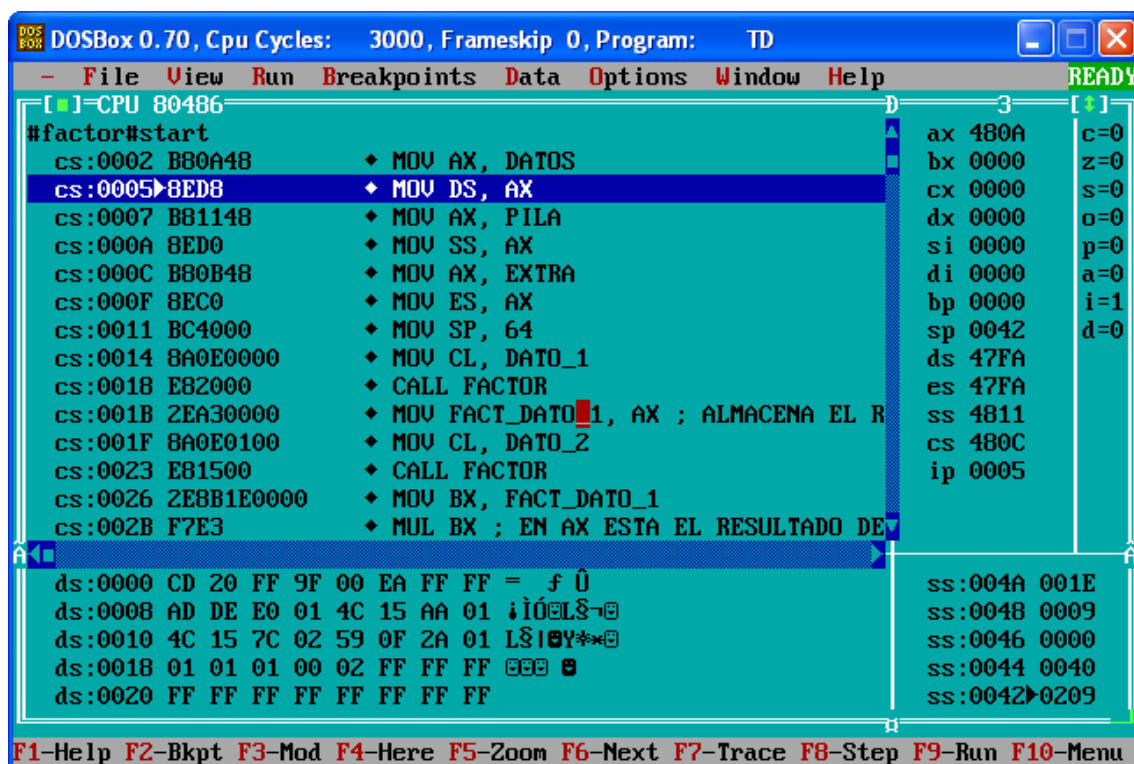 DOSBox 0.70, Cpu Cycles: 3000, Frameskip 0, Program: TD
- File View Run Breakpoints Data Options Window Help READY
[■]=CPU 80486 D 3 [↕]
#factor#start ax 480A c=0
cs:0002 B80A48 ♦ MOV AX, DATOS bx 0000 z=0
cs:0005▶8ED8 ♦ MOV DS, AX cx 0000 s=0
cs:0007 B81148 ♦ MOV AX, PILA dx 0000 o=0
cs:000A 8ED0 ♦ MOV SS, AX si 0000 p=0
cs:000C B80B48 ♦ MOV AX, EXTRA di 0000 a=0
cs:000F 8EC0 ♦ MOV ES, AX bp 0000 i=1
cs:0011 BC4000 ♦ MOV SP, 64 sp 0042 d=0
cs:0014 8A0E0000 ♦ MOV CL, DATO_1 ds 47FA
cs:0018 E82000 ♦ CALL FACTOR es 47FA
cs:001B 2EA30000 ♦ MOV FACT_DATO_1, AX ; ALMACENA EL R ss 4811
cs:001F 8A0E0100 ♦ MOV CL, DATO_2 cs 480C
cs:0023 E81500 ♦ CALL FACTOR ip 0005
cs:0026 2E8B1E0000 ♦ MOV BX, FACT_DATO_1
cs:002B F7E3 ♦ MUL BX ; EN AX ESTA EL RESULTADO DE
ds:0000 CD 20 FF 9F 00 EA FF FF = ƒ Û ss:004A 001E
ds:0008 AD DE E0 01 4C 15 AA 01 ss:0048 0009
ds:0010 4C 15 7C 02 59 0F 2A 01 ss:0046 0000
ds:0018 01 01 01 00 02 FF FF FF ss:0044 0040
ds:0020 FF FF FF FF FF FF FF FF ss:0042▶0209
F1-Help F2-Bkpt F3-Mod F4-Here F5-Zoom F6-Next F7-Trace F8-Step F9-Run F10-Menu